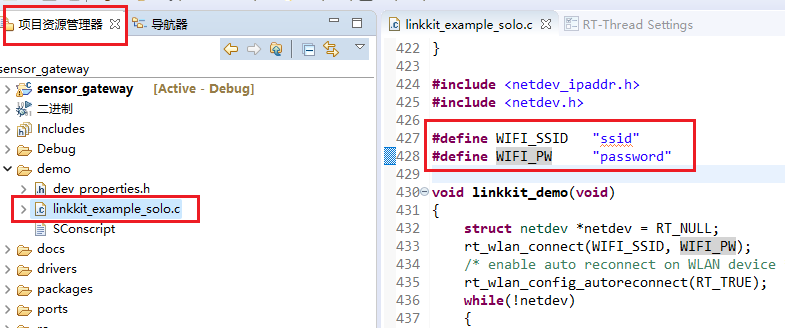 项目资源管理器
导航器
sensor_gateway
sensor_gateway [Active - Debug]
二进制
Includes
Debug
demo
dev_properties.h
linkkit_example_solo.c
SConscript
docs
drivers
packages
ports
linkkit_example_solo.c
RT-Thread Settings
422 }
423
424 #include <netdev_ipaddr.h>
425 #include <netdev.h>
426
427 #define WIFI_SSID "ssid"
428 #define WIFI_PW "password"
429
430 void linkkit_demo(void)
431 {
432 struct netdev *netdev = RT_NULL;
433 rt_wlan_connect(WIFI_SSID, WIFI_PW);
434 /* enable auto reconnect on WLAN device
435 rt_wlan_config_autoreconnect(RT_TRUE);
436 while(!netdev)
437 {